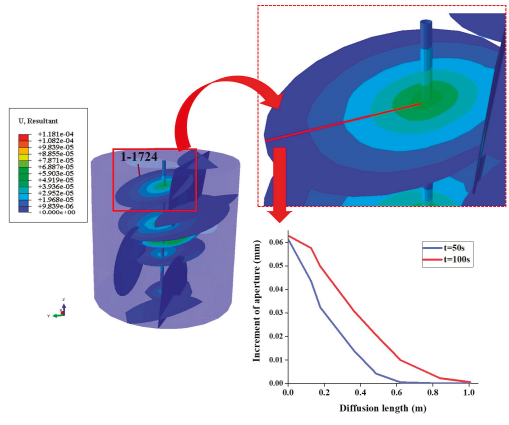 U, Resultant
+1.181e-04
+1.082e-04
+9.839e-05
+8.855e-05
+7.871e-05
+6.887e-05
+5.903e-05
+4.919e-05
+3.936e-05
+2.952e-05
+1.968e-05
+9.839e-06
+0.000e+00
1-1724
Z
Y
Increment of aperture (mm)
0.06
0.05
0.04
0.03
0.02
0.01
0.00
t=50s
t=100s
0.0 0.2 0.4 0.6 0.8 1.0
Diffusion length (m)